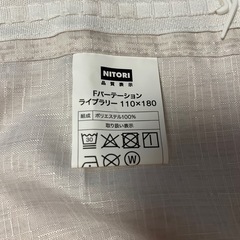 NITORI
品質表示
Fパーテーション
ライブラリー 110×180
組成 ポリエステル100%
取り扱い表示
30
W